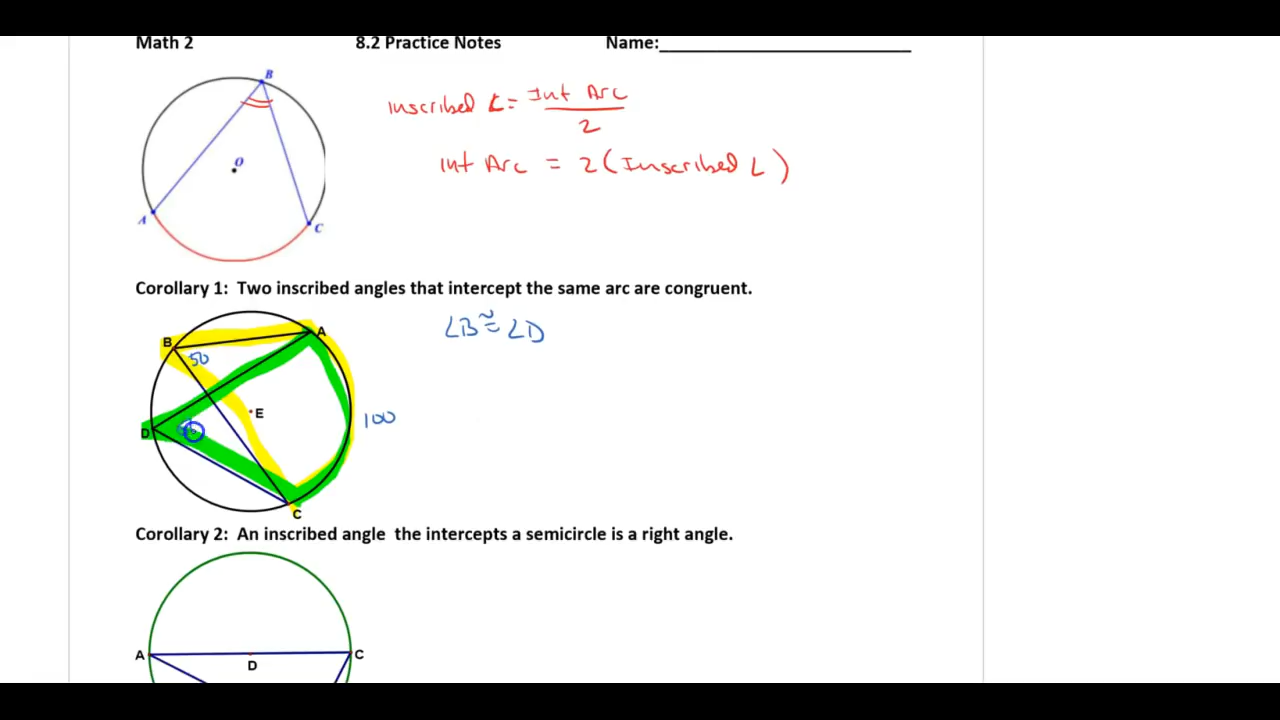 Math 2 8.2 Practice Notes Name:______________________________
B
Inscribed ∠ = Int Arc
2
O
Int Arc = 2(Inscribed ∠)
A
C
Corollary 1: Two inscribed angles that intercept the same arc are congruent.
A
∠B ≅ ∠D
B
50
E
100
D
C
Corollary 2: An inscribed angle the intercepts a semicircle is a right angle.
A
C
D